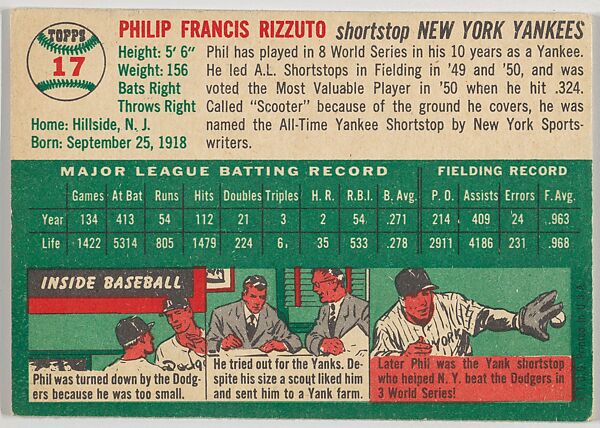 TOPPS
17
PHILIP FRANCIS RIZZUTO shortstop NEW YORK YANKEES
Height: 5' 6"
Weight: 156
Bats Right
Throws Right
Home: Hillside, N. J.
Born: September 25, 1918
Phil has played in 8 World Series in his 10 years as a Yankee.
He led A.L. Shortstops in Fielding in '49 and '50, and was
voted the Most Valuable Player in '50 when he hit .324.
Called "Scooter" because of the ground he covers, he was
named the All-Time Yankee Shortstop by New York Sports-
writers.
MAJOR LEAGUE BATTING RECORD FIELDING RECORD
Games At Bat Runs Hits Doubles Triples H. R. R.B.I. B. Avg. P. O. Assists Errors F. Avg.
Year 134 413 54 112 21 3 2 54 .271 214 409 24 .963
Life 1422 5314 805 1479 224 6 35 533 .278 2911 4186 231 .968
INSIDE BASEBALL
Phil was turned down by the Dodg-
ers because he was too small.
He tried out for the Yanks. De-
spite his size a scout liked him
and sent him to a Yank farm.
YORK
Later Phil was the Yank shortstop
who helped N. Y. beat the Dodgers in
3 World Series!
Printed in U.S.A.